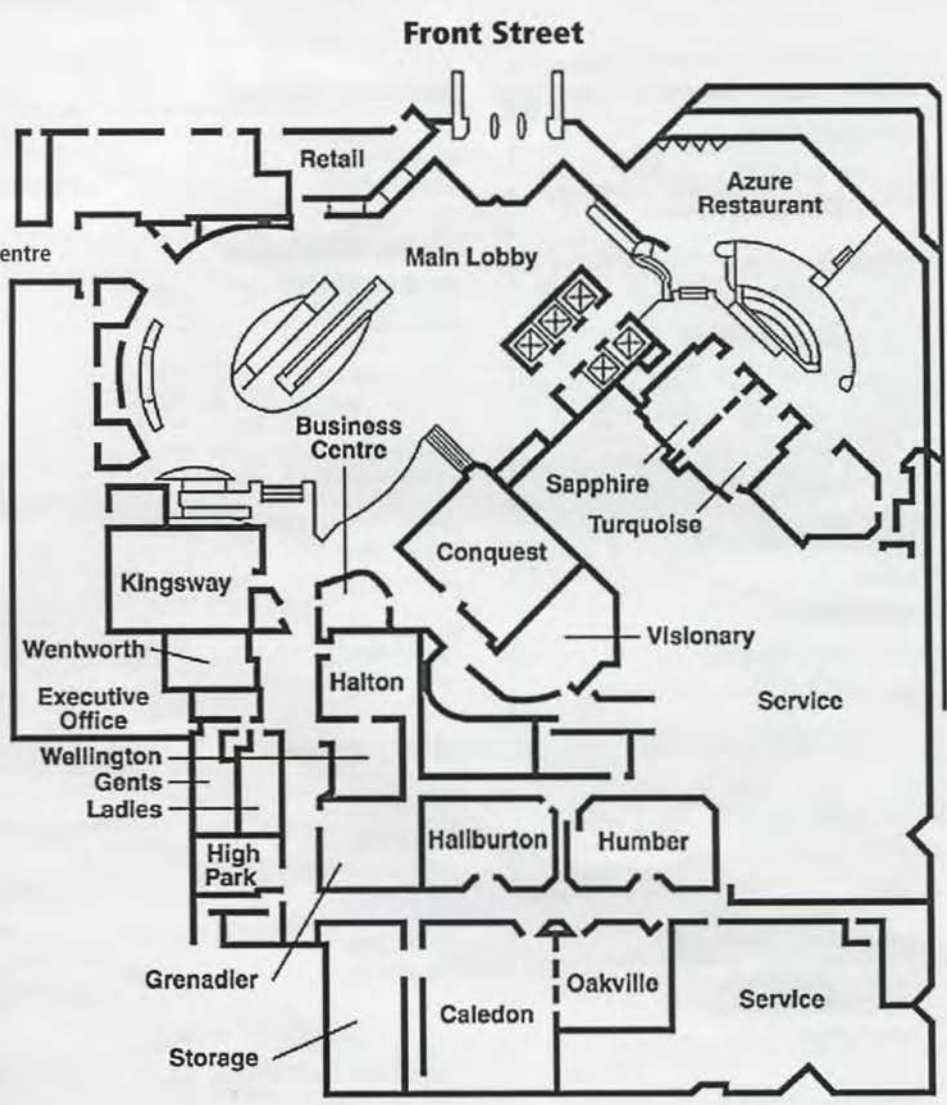 Front Street
Retail
Azure
Restaurant
entre
Main Lobby
Business
Centre
Sapphire
Turquoise
Conquest
Kingsway
Visionary
Wentworth
Halton
Executive
Office
Service
Wellington
Gents
Ladies
Haliburton
Humber
High
Park
Grenadier
Oakville
Caledon
Service
Storage